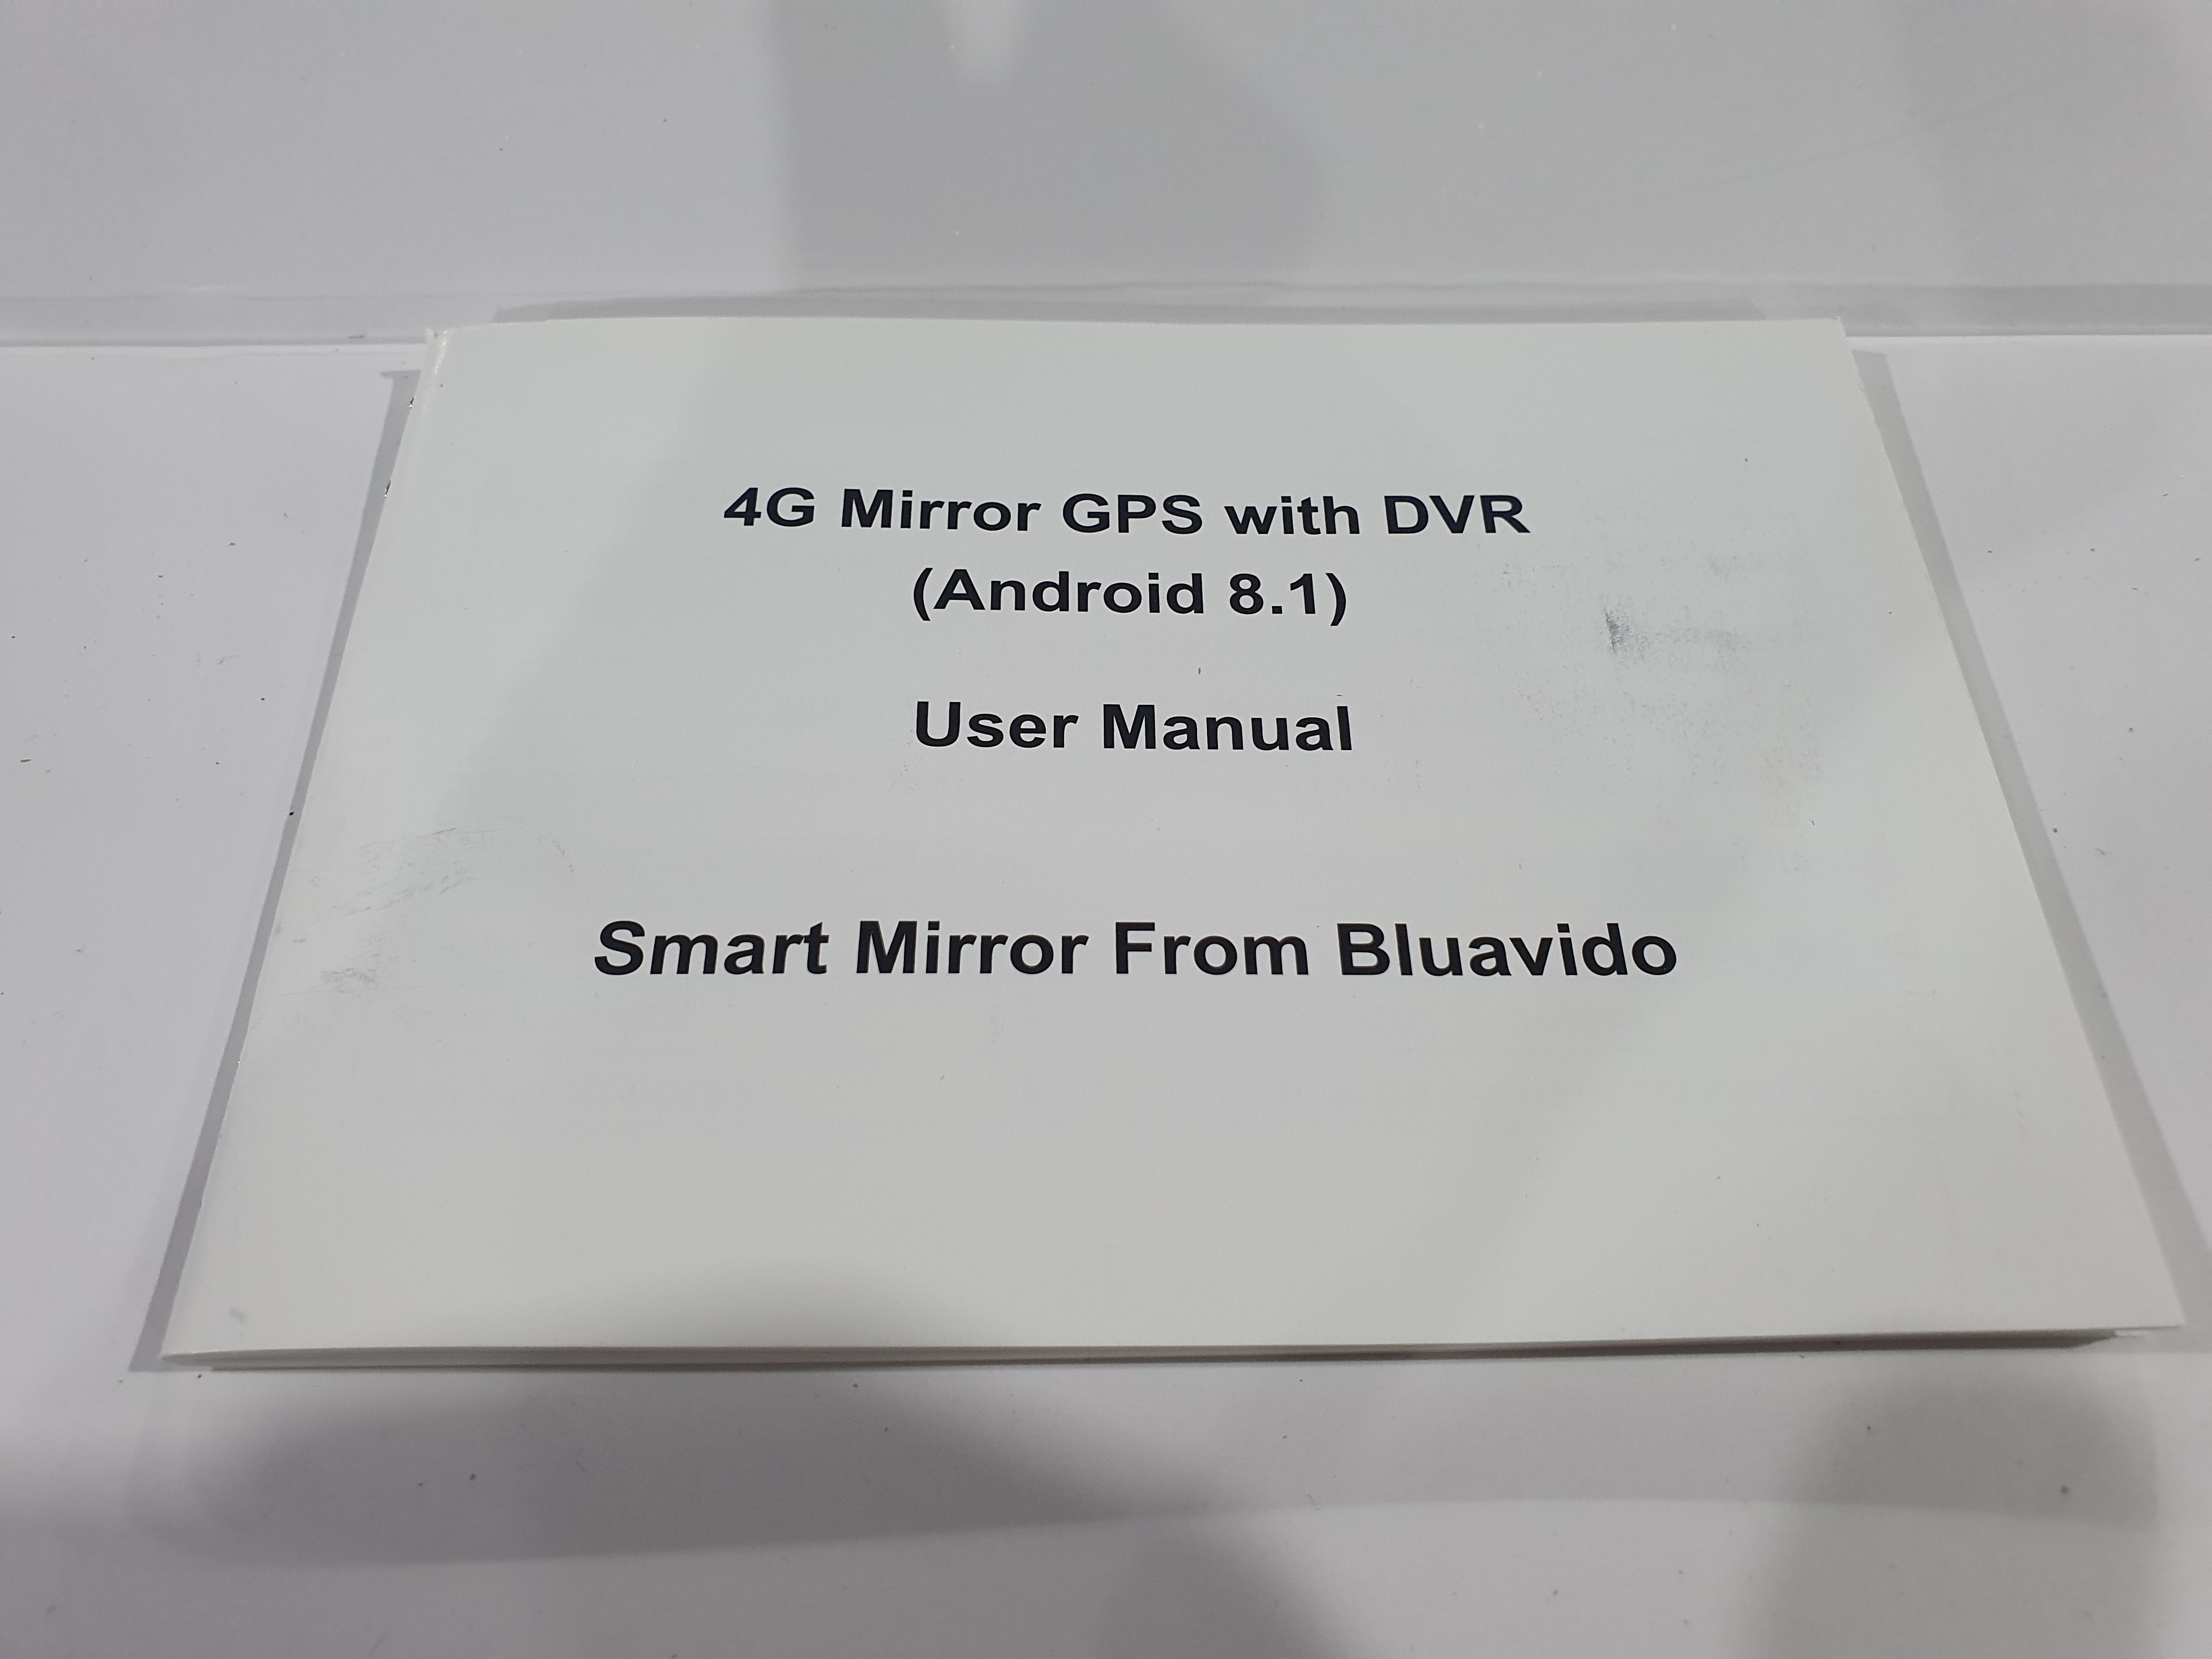 4G Mirror GPS with DVR
(Android 8.1)
User Manual
Smart Mirror From Bluavido